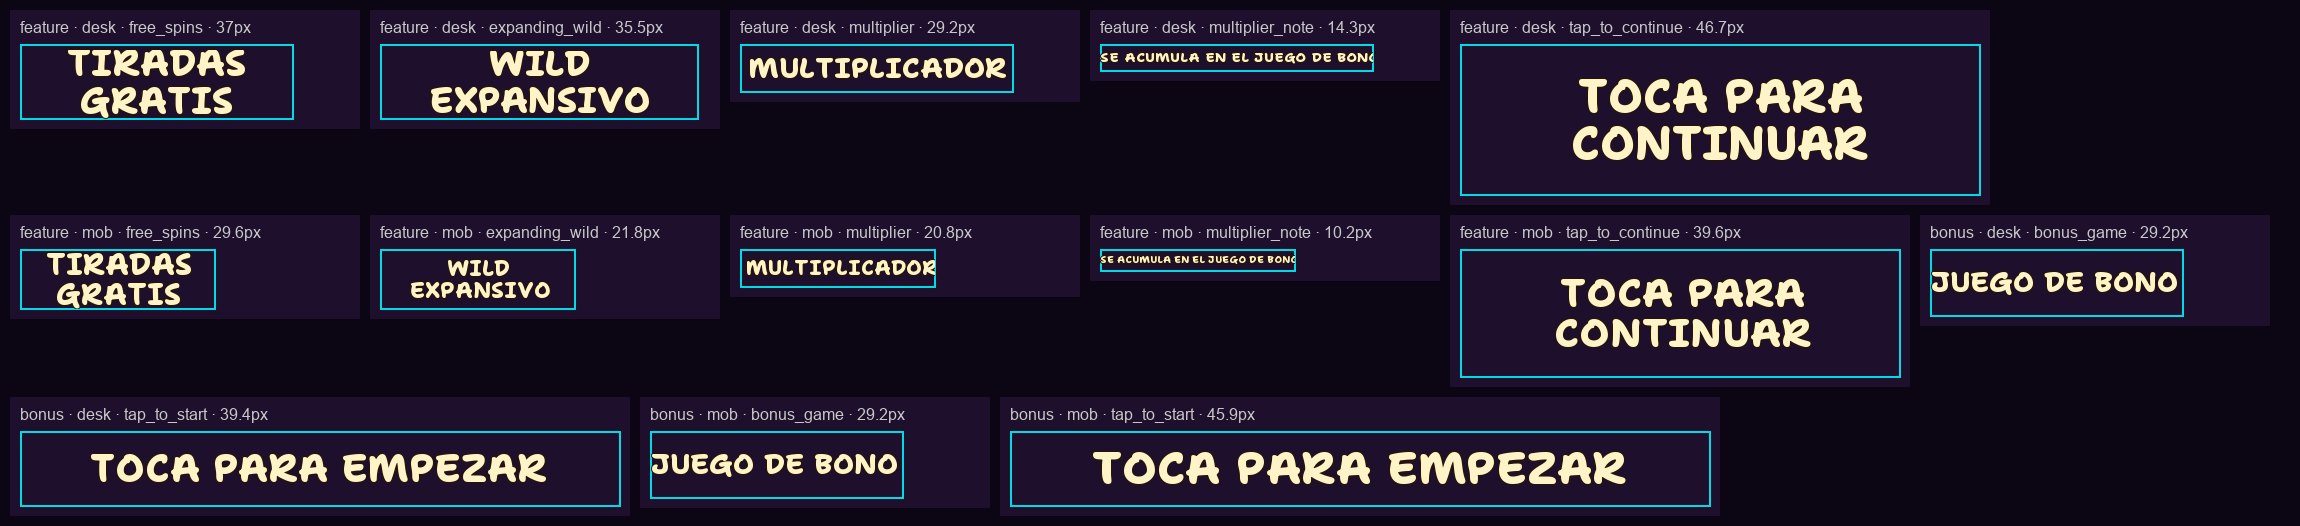 feature · desk · free_spins · 37px
TIRADAS
GRATIS
feature · desk · expanding_wild · 35.5px
WILD
EXPANSIVO
feature · desk · multiplier · 29.2px
MULTIPLICADOR
feature · desk · multiplier_note · 14.3px
SE ACUMULA EN EL JUEGO DE BONO
feature · desk · tap_to_continue · 46.7px
TOCA PARA
CONTINUAR
feature · mob · free_spins · 29.6px
TIRADAS
GRATIS
feature · mob · expanding_wild · 21.8px
WILD
EXPANSIVO
feature · mob · multiplier · 20.8px
MULTIPLICADOR
feature · mob · multiplier_note · 10.2px
SE ACUMULA EN EL JUEGO DE BONO
feature · mob · tap_to_continue · 39.6px
TOCA PARA
CONTINUAR
bonus · desk · bonus_game · 29.2px
JUEGO DE BONO
bonus · desk · tap_to_start · 39.4px
TOCA PARA EMPEZAR
bonus · mob · bonus_game · 29.2px
JUEGO DE BONO
bonus · mob · tap_to_start · 45.9px
TOCA PARA EMPEZAR